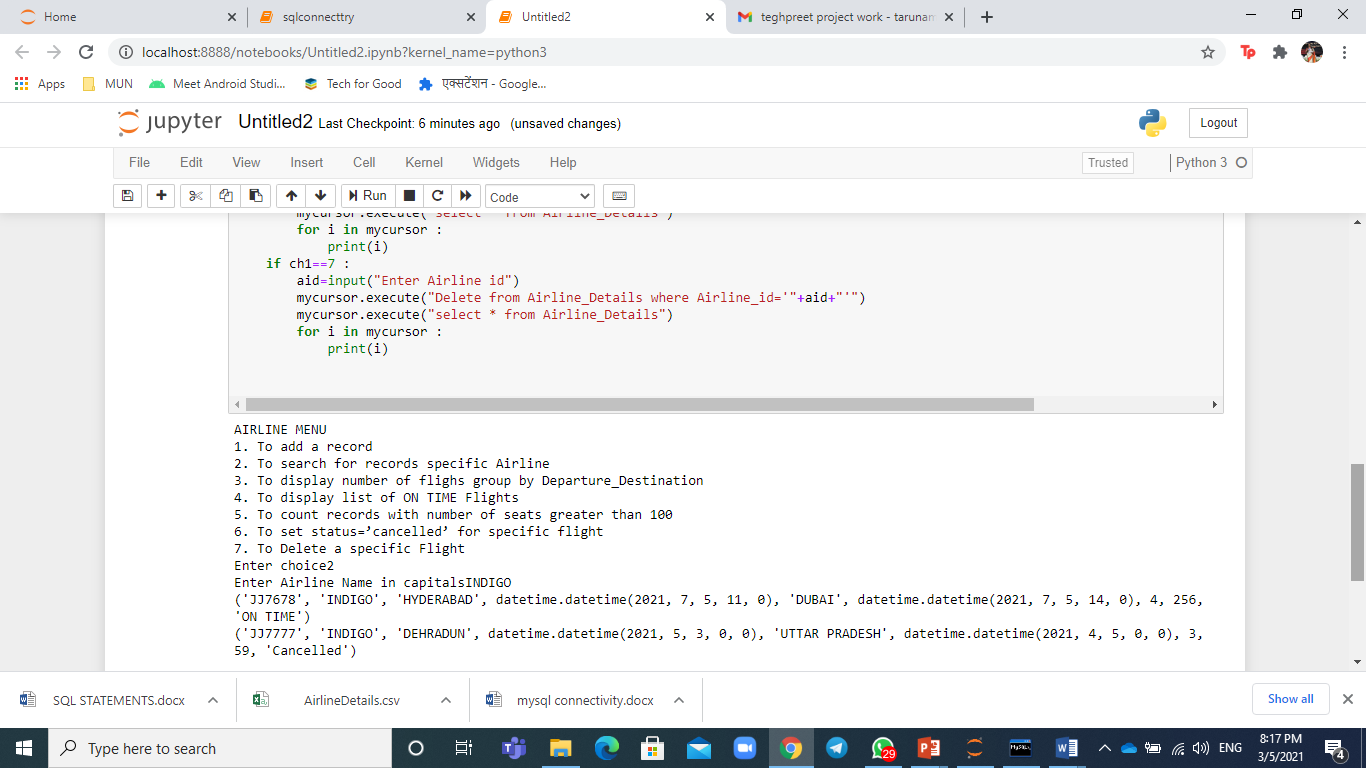 Home
sqlconnecttry
Untitled2
teghpreet project work - tarunam
localhost:8888/notebooks/Untitled2.ipynb?kernel_name=python3
Apps MUN Meet Android Studi... Tech for Good एक्सटेंशन - Google...
jupyter Untitled2 Last Checkpoint: 6 minutes ago (unsaved changes) Logout
File Edit View Insert Cell Kernel Widgets Help Trusted Python 3
Run Code
mycursor.execute("select * from Airline_Details")
for i in mycursor :
print(i)
if ch1==7 :
aid=input("Enter Airline id")
mycursor.execute("Delete from Airline_Details where Airline_id='"+aid+"'")
mycursor.execute("select * from Airline_Details")
for i in mycursor :
print(i)
AIRLINE MENU
1. To add a record
2. To search for records specific Airline
3. To display number of flighs group by Departure_Destination
4. To display list of ON TIME Flights
5. To count records with number of seats greater than 100
6. To set status=’cancelled’ for specific flight
7. To Delete a specific Flight
Enter choice2
Enter Airline Name in capitalsINDIGO
('JJ7678', 'INDIGO', 'HYDERABAD', datetime.datetime(2021, 7, 5, 11, 0), 'DUBAI', datetime.datetime(2021, 7, 5, 14, 0), 4, 256,
'ON TIME')
('JJ7777', 'INDIGO', 'DEHRADUN', datetime.datetime(2021, 5, 3, 0, 0), 'UTTAR PRADESH', datetime.datetime(2021, 4, 5, 0, 0), 3,
59, 'Cancelled')
SQL STATEMENTS.docx AirlineDetails.csv mysql connectivity.docx Show all
Type here to search
29
ENG
8:17 PM
3/5/2021
4